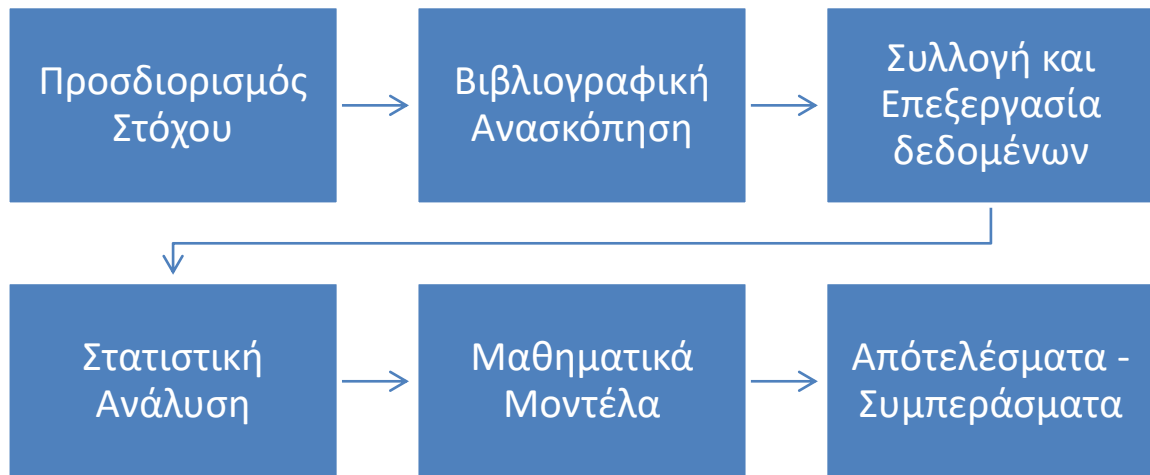 Προσδιορισμός
Στόχου
Βιβλιογραφική
Ανασκόπηση
Συλλογή και
Επεξεργασία
δεδομένων
Στατιστική
Ανάλυση
Μαθηματικά
Μοντέλα
Απότελέσματα -
Συμπεράσματα